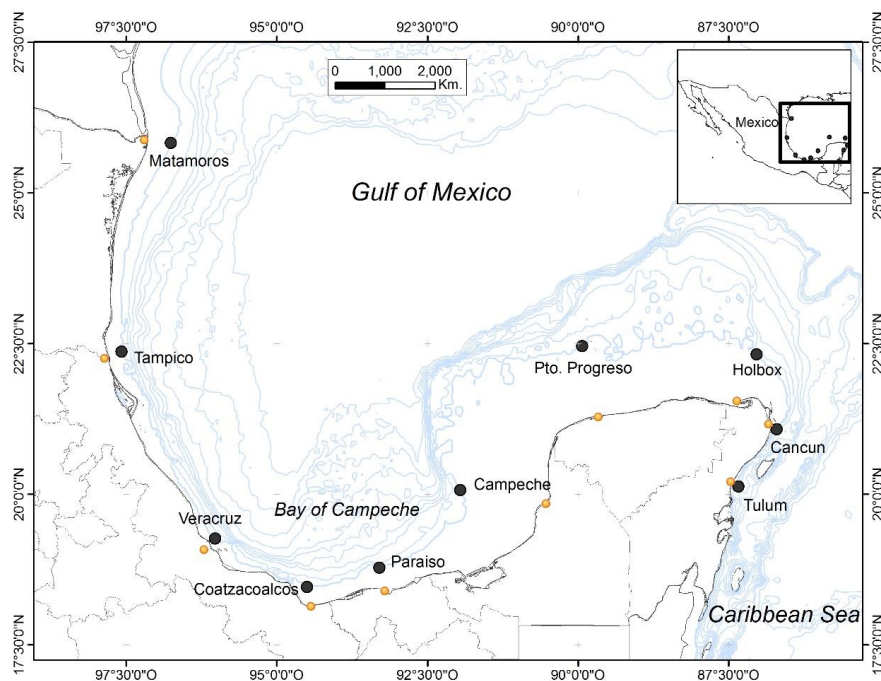 97°30'0"W 95°0'0"W 92°30'0"W 90°0'0"W 87°30'0"W
27°30'0"N
27°30'0"N
0 1,000 2,000
Km.
Mexico
Matamoros
25°0'0"N
Gulf of Mexico
25°0'0"N
22°30'0"N
22°30'0"N
Tampico
Pto. Progreso
Holbox
Cancun
Campeche
20°0'0"N
20°0'0"N
Bay of Campeche
Tulum
Veracruz
Paraiso
Coatzacoalcos
Caribbean Sea
17°30'0"N
17°30'0"N
97°30'0"W 95°0'0"W 92°30'0"W 90°0'0"W 87°30'0"W